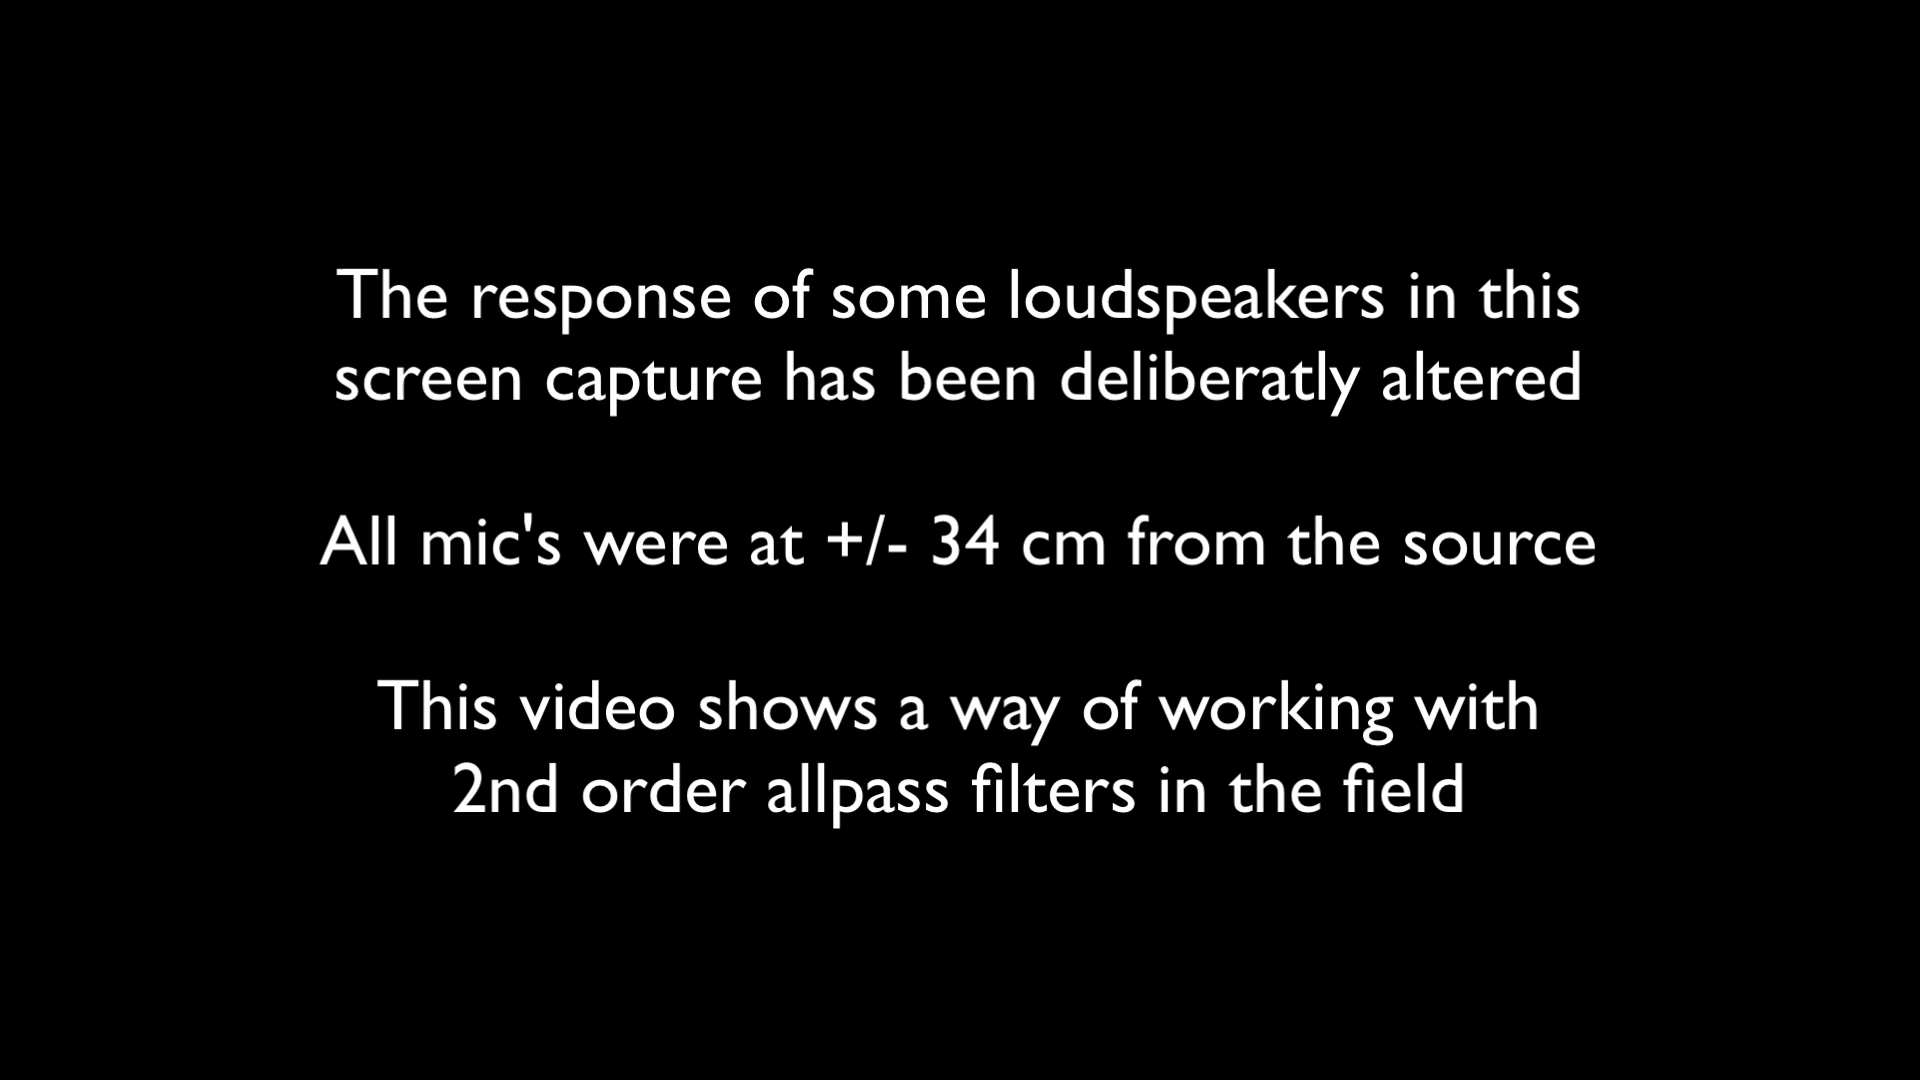 The response of some loudspeakers in this
screen capture has been deliberatly altered
All mic's were at +/- 34 cm from the source
This video shows a way of working with
2nd order allpass filters in the field